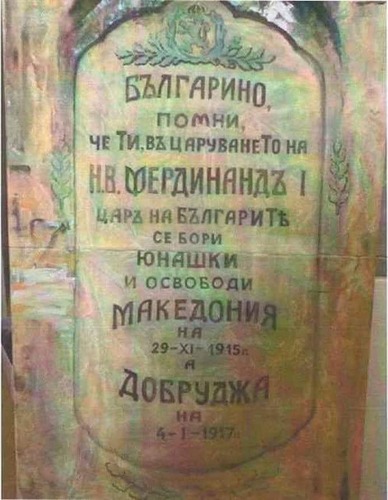 БЪЛГАРИНО,
ПОМНИ,
ЧЕ ТИ, ВЪ ЦАРУВАНЕТО НА
Н.В. ФЕРДИНАНДЪ I
ЦАРЬ НА БЪЛГАРИТѢ
СЕ БОРИ
ЮНАШКИ
И ОСВОБОДИ
МАКЕДОНИЯ
НА
29-XI-1915г.
А
ДОБРУДЖА
НА
4-I-1917г.